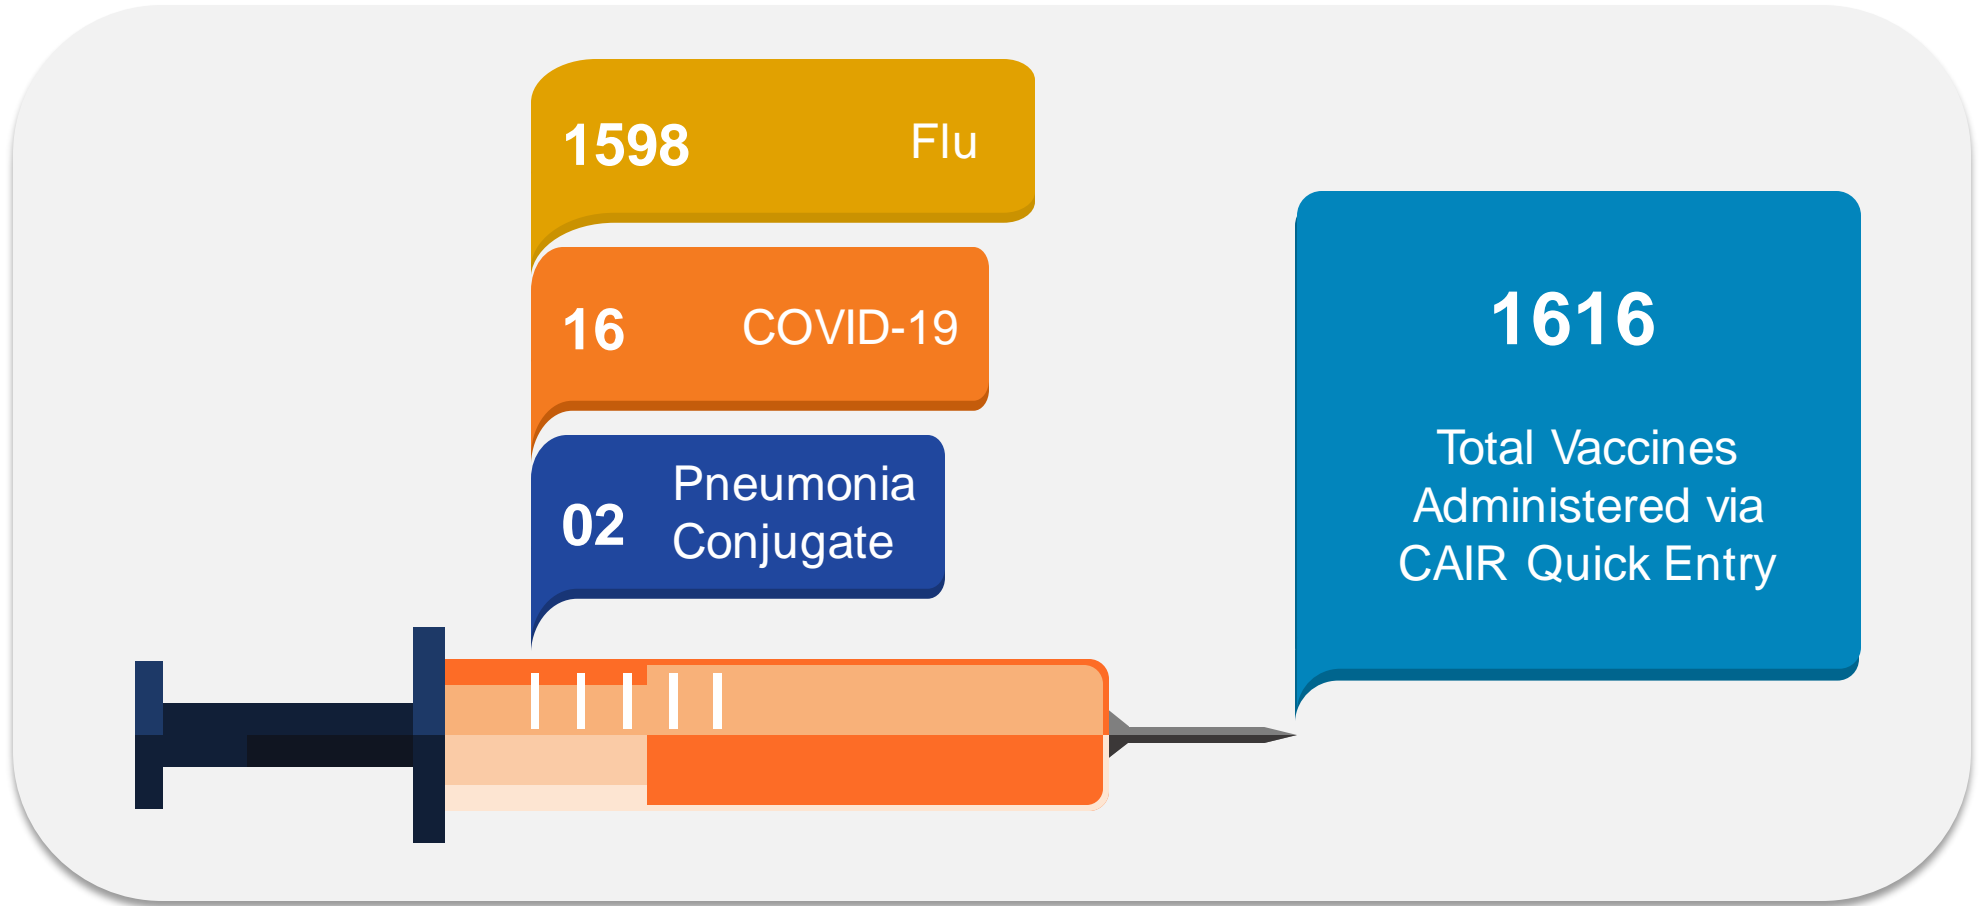 1598 Flu
16 COVID-19
02 Pneumonia
Conjugate
1616
Total Vaccines
Administered via
CAIR Quick Entry